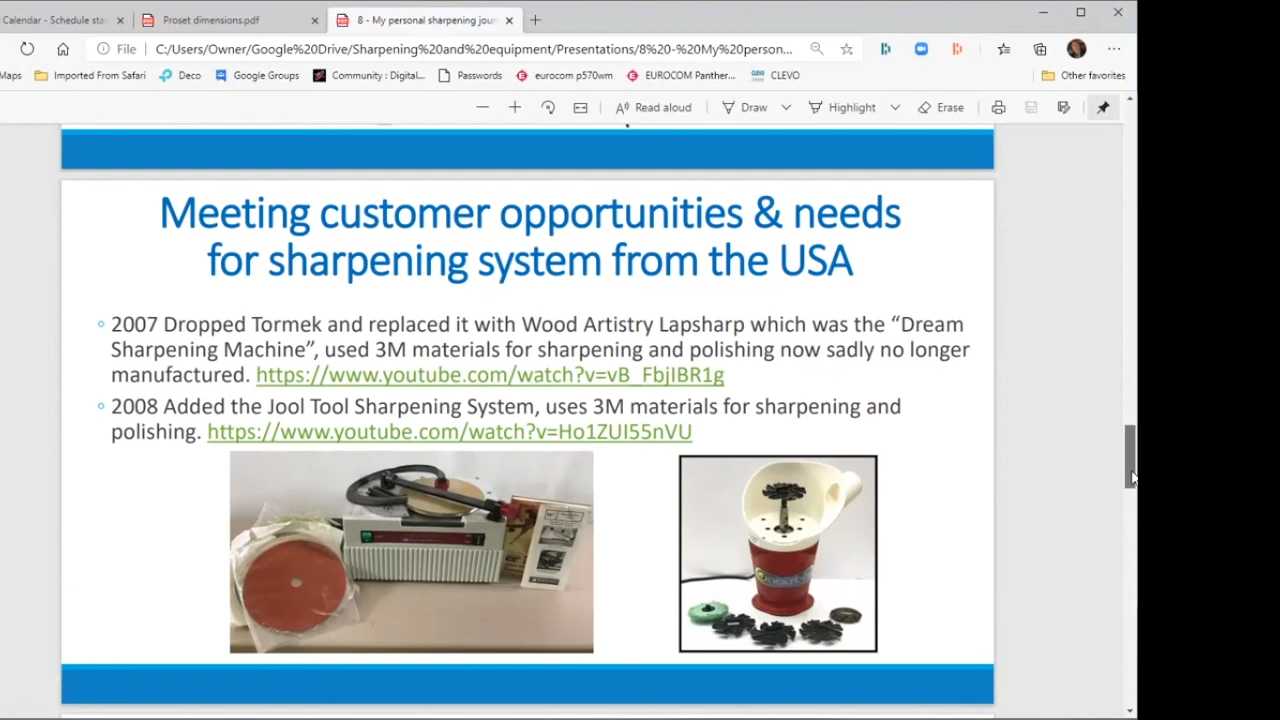 Calendar - Schedule sta
Proset dimensions.pdf
8 - My personal sharpening jour
File
C:/Users/Owner/Google%20Drive/Sharpening%20and%20equipment/Presentations/8%20-%20My%20person...
Maps
Imported From Safari
Deco
Google Groups
Community : Digital...
Passwords
eurocom p570wm
EUROCOM Panther...
CLEVO
CLEVO
Other favorites
Read aloud
Draw
Highlight
Erase
Meeting customer opportunities & needs
for sharpening system from the USA
2007 Dropped Tormek and replaced it with Wood Artistry Lapsharp which was the “Dream
Sharpening Machine”, used 3M materials for sharpening and polishing now sadly no longer
manufactured. https://www.youtube.com/watch?v=vB_FbjIBR1g
2008 Added the Jool Tool Sharpening System, uses 3M materials for sharpening and
polishing. https://www.youtube.com/watch?v=Ho1ZUI55nVU